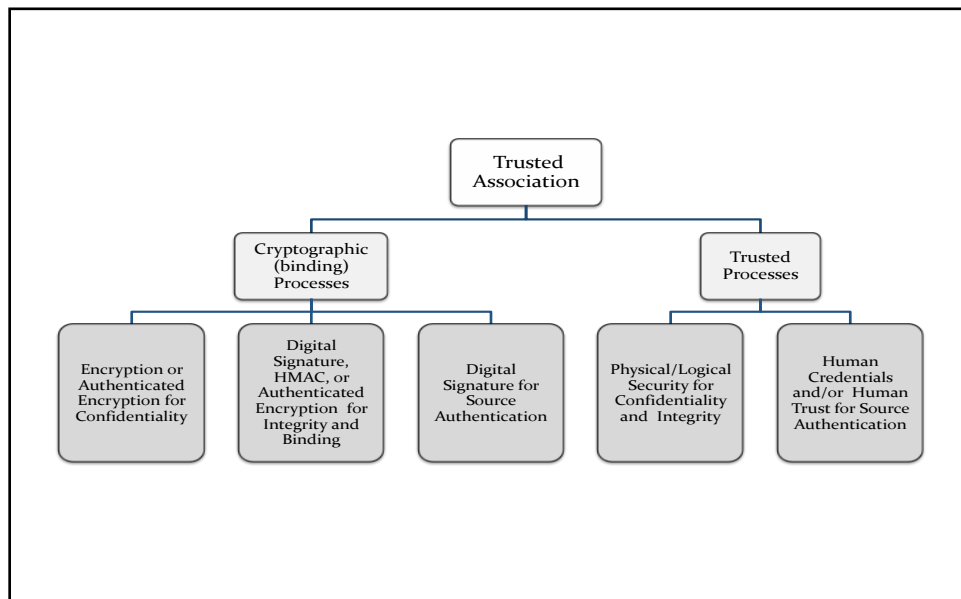 Trusted
Association
Cryptographic
(binding)
Processes
Trusted
Processes
Encryption or
Authenticated
Encryption for
Confidentiality
Digital
Signature,
HMAC, or
Authenticated
Encryption for
Integrity and
Binding
Digital
Signature for
Source
Authentication
Physical/Logical
Security for
Confidentiality
and Integrity
Human
Credentials
and/or Human
Trust for Source
Authentication